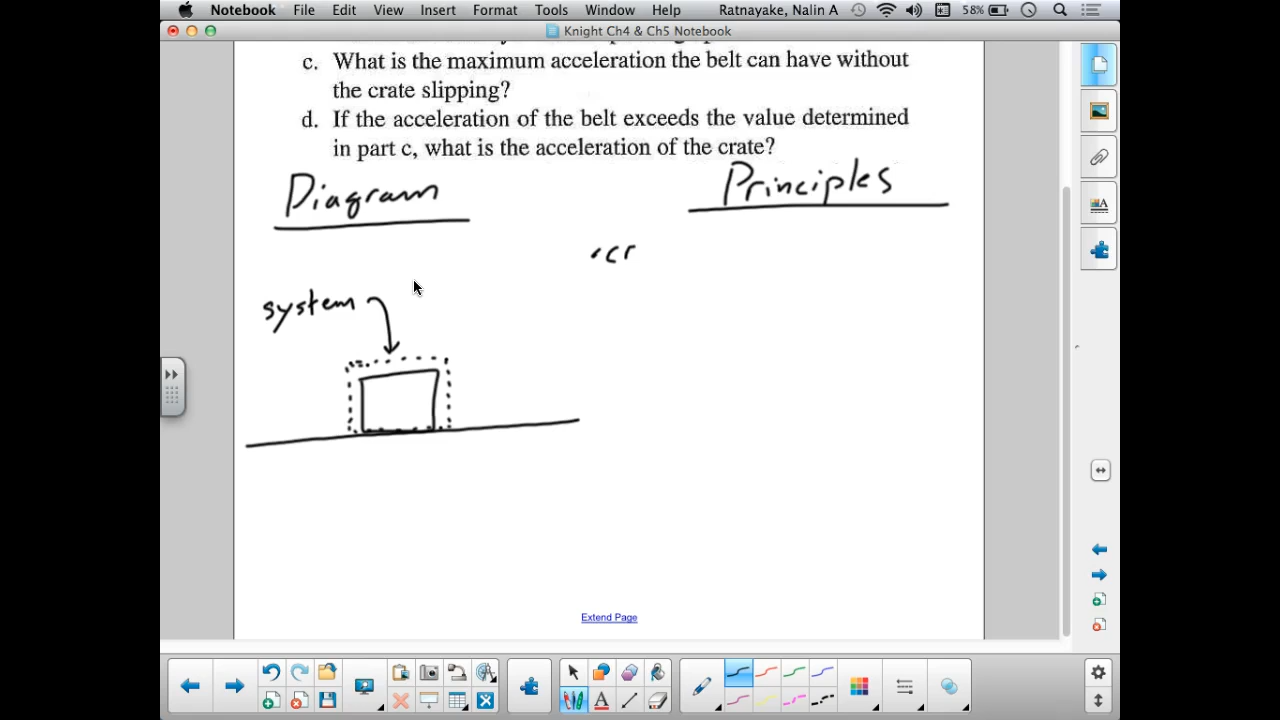 Notebook File Edit View Insert Format Tools Window Help Ratnayake, Nalin A 58%
Knight Ch4 & Ch5 Notebook
c. What is the maximum acceleration the belt can have without
the crate slipping?
d. If the acceleration of the belt exceeds the value determined
in part c, what is the acceleration of the crate?
Diagram Principles
•cr
system
Extend Page